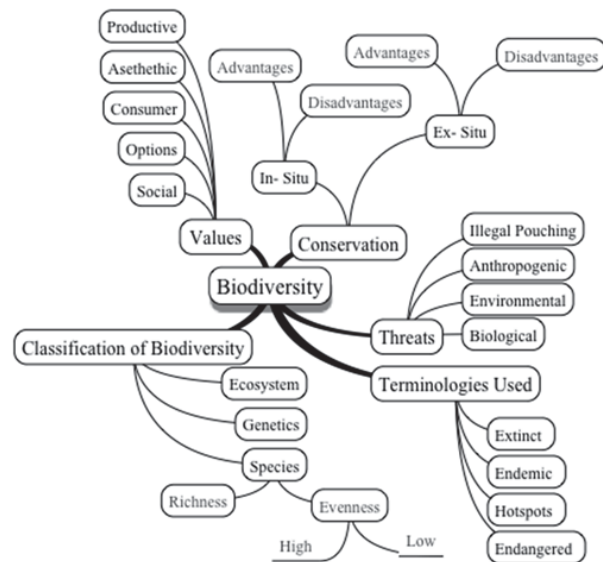 Productive
Asethethic
Consumer
Options
Social
Values
Advantages
Disadvantages
In- Situ
Advantages
Disadvantages
Ex- Situ
Conservation
Biodiversity
Illegal Pouching
Anthropogenic
Environmental
Biological
Threats
Classification of Biodiversity
Ecosystem
Genetics
Species
Richness
Evenness
High
Low
Terminologies Used
Extinct
Endemic
Hotspots
Endangered